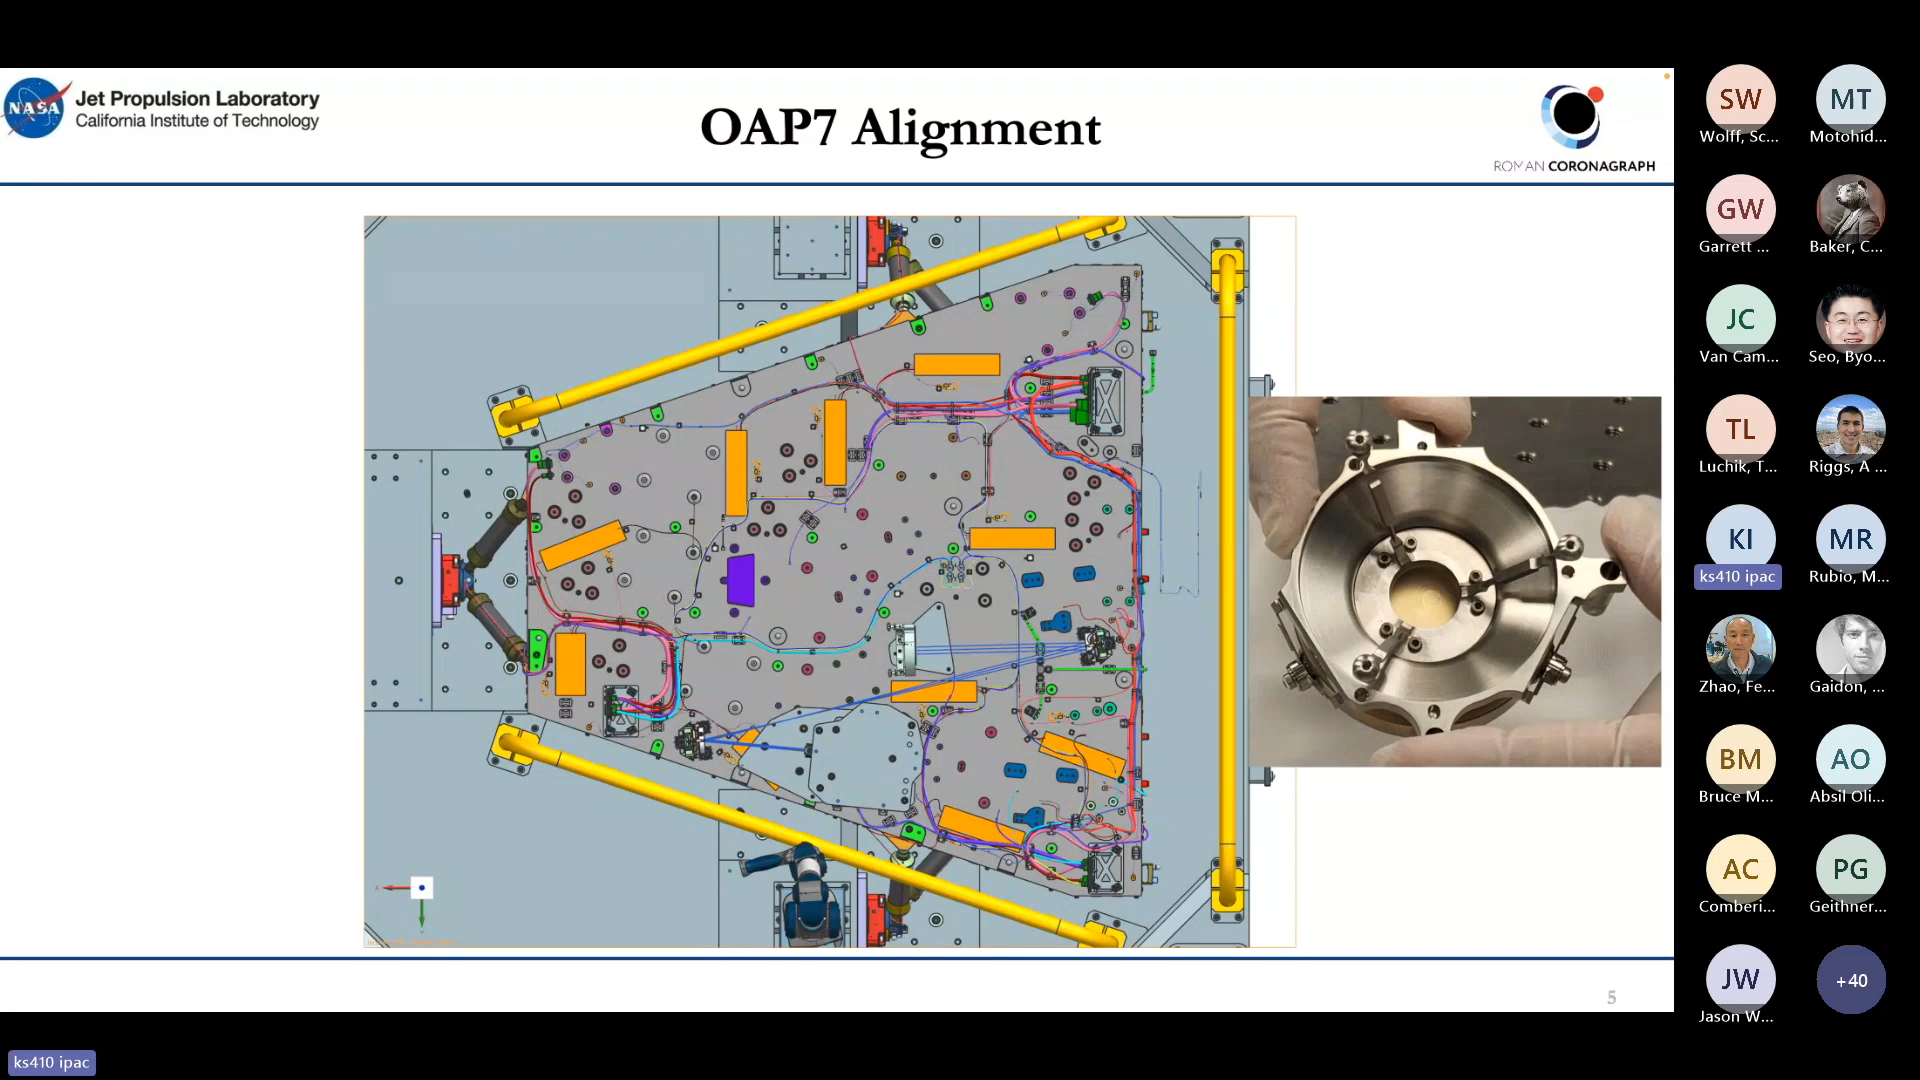 NASA
Jet Propulsion Laboratory
California Institute of Technology
OAP7 Alignment
ROMAN CORONAGRAPH
X
Y
5
SW
Wolff, Sc...
MT
Motohid...
GW
Garrett ...
Baker, C...
JC
Van Cam...
Seo, Byo...
TL
Luchik, T...
Riggs, A ...
KI
ks410 ipac
MR
Rubio, M...
Zhao, Fe...
Gaidon, ...
BM
Bruce M...
AO
Absil Oli...
AC
Comberi...
PG
Geithner...
JW
Jason W...
+40
ks410 ipac